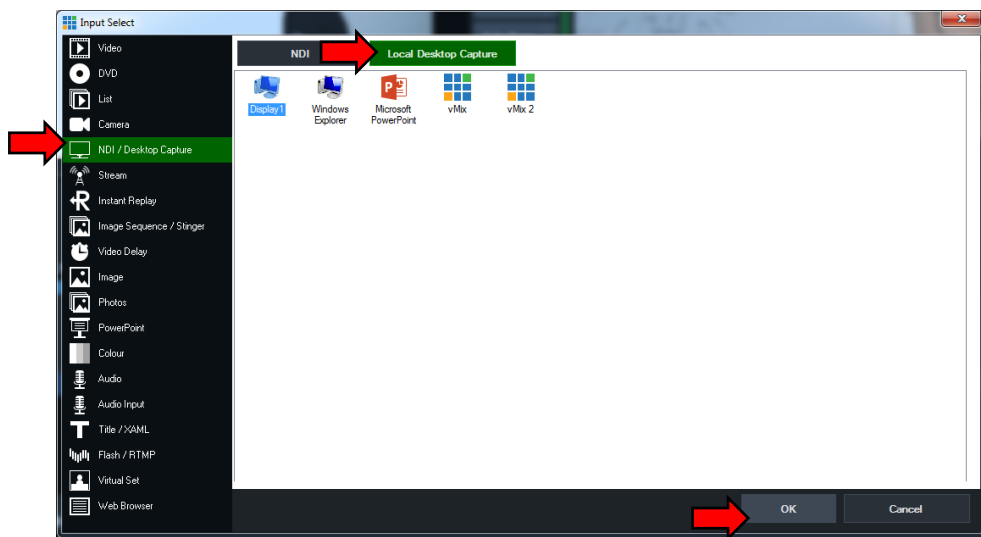 Input Select
Video
DVD
List
Camera
NDI / Desktop Capture
Stream
Instant Replay
Image Sequence / Stinger
Video Delay
Image
Photos
PowerPoint
Colour
Audio
Audio Input
Title / XAML
Flash / RTMP
Virtual Set
Web Browser
NDI
Local Desktop Capture
Display1
Windows
Explorer
Microsoft
PowerPoint
vMix
vMix 2
OK
Cancel